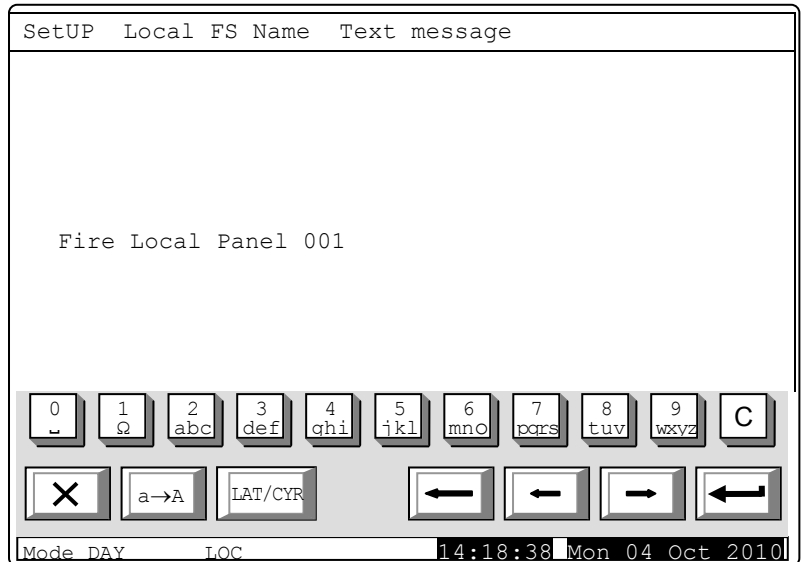 SetUP Local FS Name Text message
Fire Local Panel 001
0 1 2 3 4 5 6 7 8 9 C
␣ Ω abc def ghi jkl mno pqrs tuv wxyz
a→A LAT/CYR
Mode DAY LOC 14:18:38 Mon 04 Oct 2010